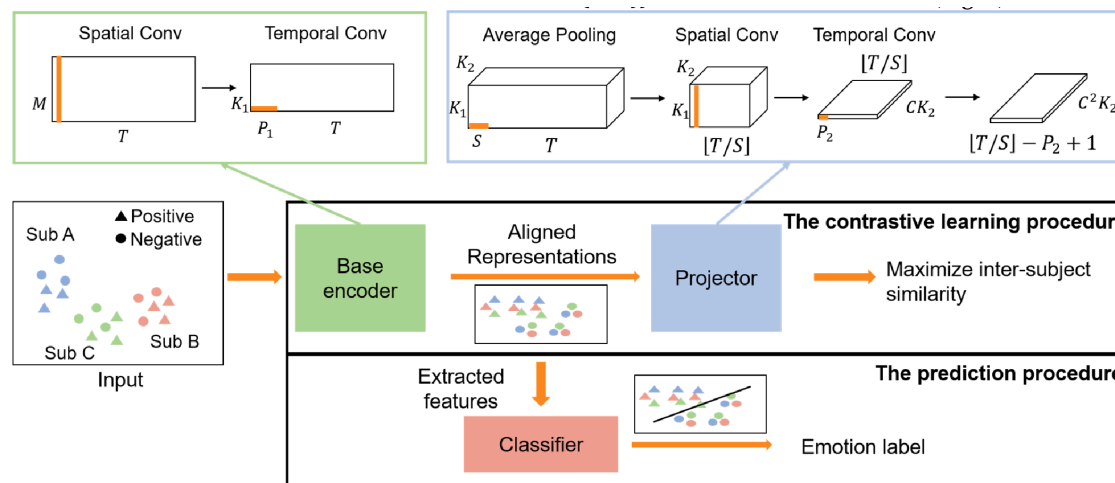 Spatial Conv
Temporal Conv
M
T
K₁
P₁
T
Average Pooling
Spatial Conv
Temporal Conv
K₂
K₁
S
T
K₂
K₁
⌊T/S⌋
⌊T/S⌋
CK₂
P₂
C²K₂
⌊T/S⌋ − P₂ + 1
Positive
Negative
Sub A
Sub C
Sub B
Input
Base
encoder
Aligned
Representations
Projector
The contrastive learning procedur
Maximize inter-subject
similarity
The prediction procedure
Extracted
features
Classifier
Emotion label